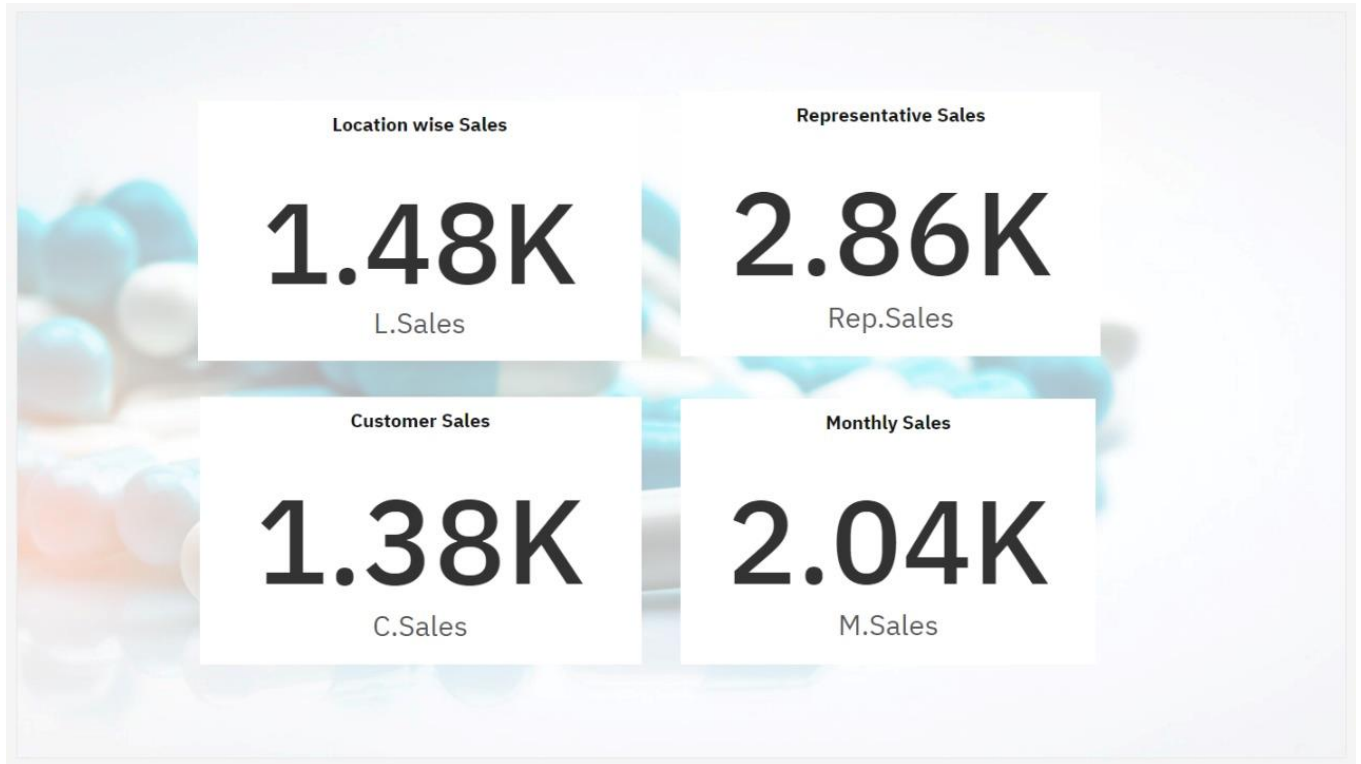 Location wise Sales
1.48K
L.Sales
Representative Sales
2.86K
Rep.Sales
Customer Sales
1.38K
C.Sales
Monthly Sales
2.04K
M.Sales